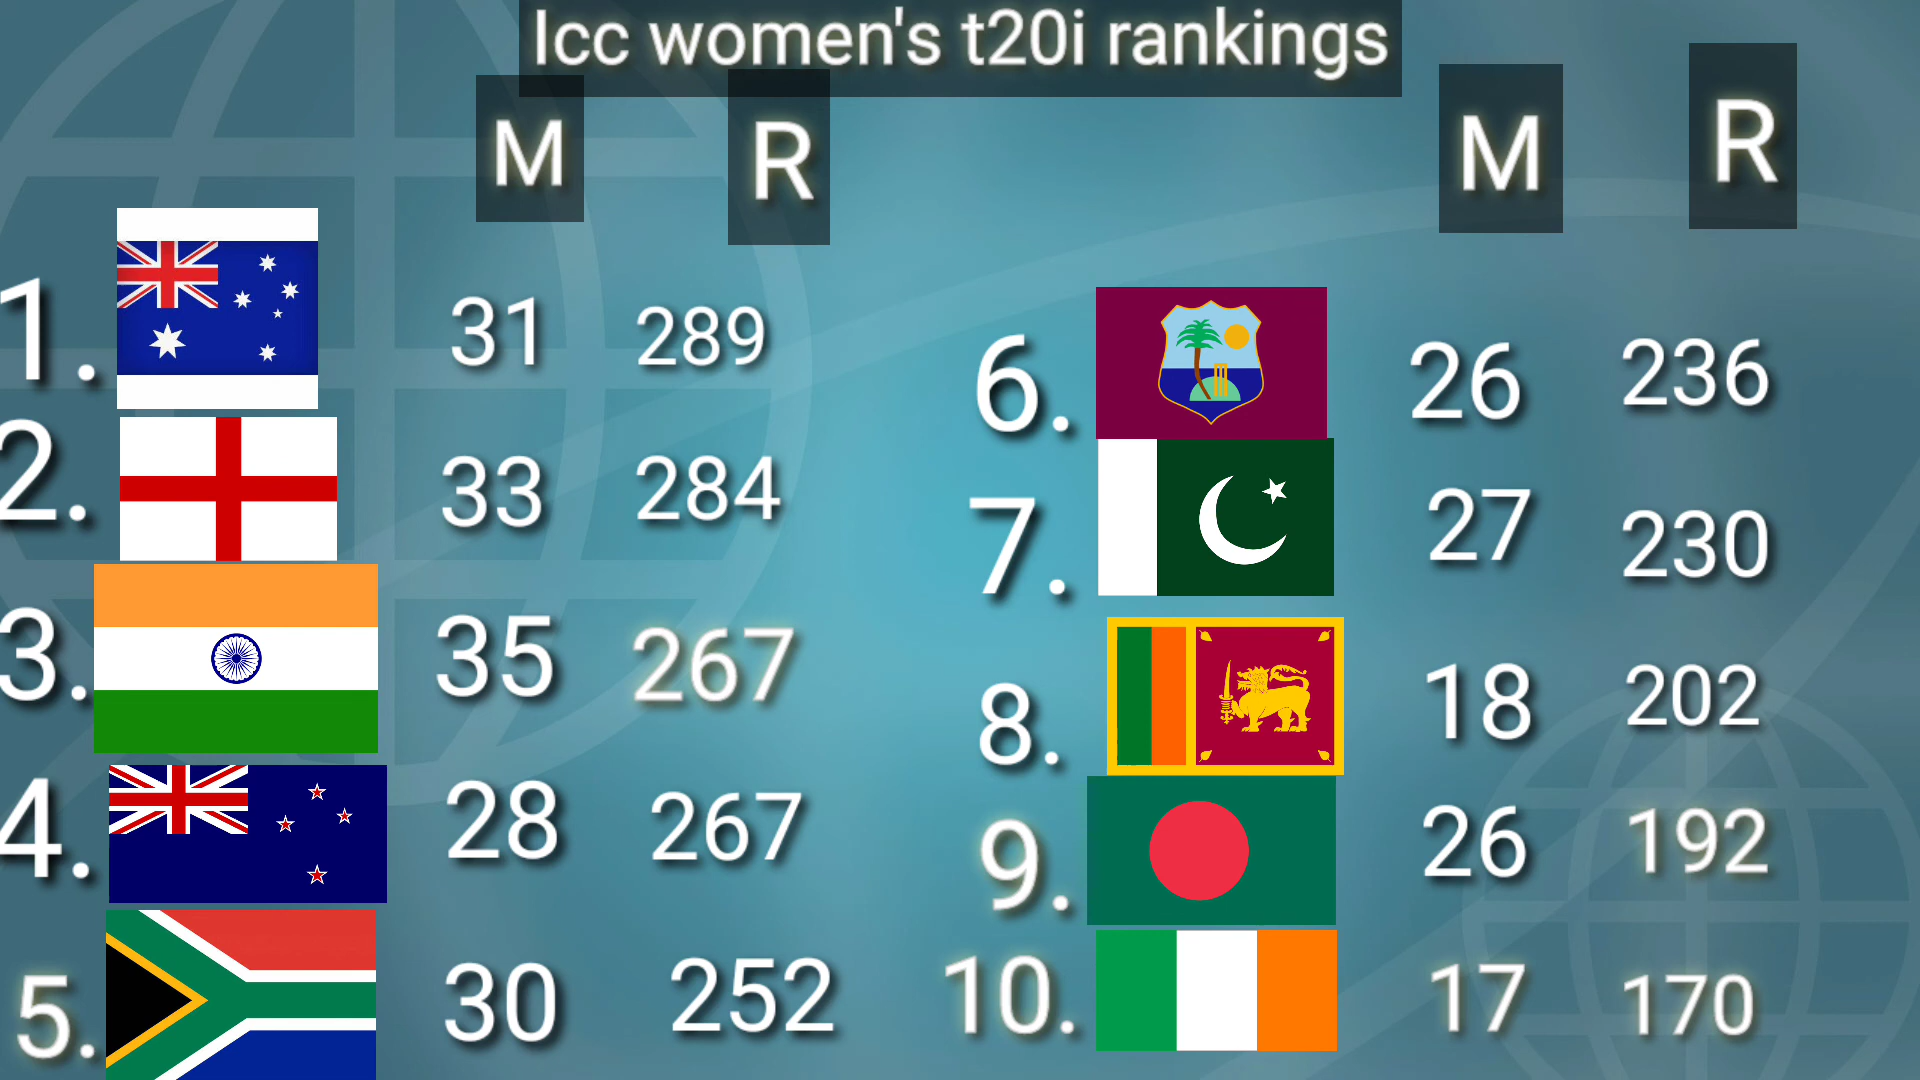 Icc women's t20i rankings
M R
1. 31 289
2. 33 284
3. 35 267
4. 28 267
5. 30 252
M R
6. 26 236
7. 27 230
8. 18 202
9. 26 192
10. 17 170